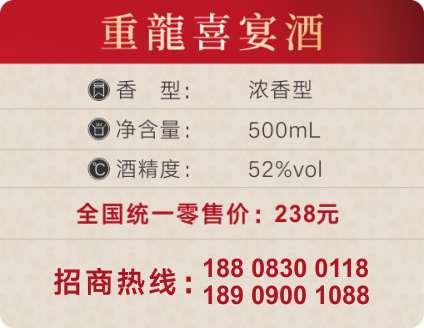 重龍喜宴酒
香 型： 浓香型
净含量： 500mL
酒精度： 52%vol
全国统一零售价：238元
招商热线：188 0830 0118
189 0900 1088